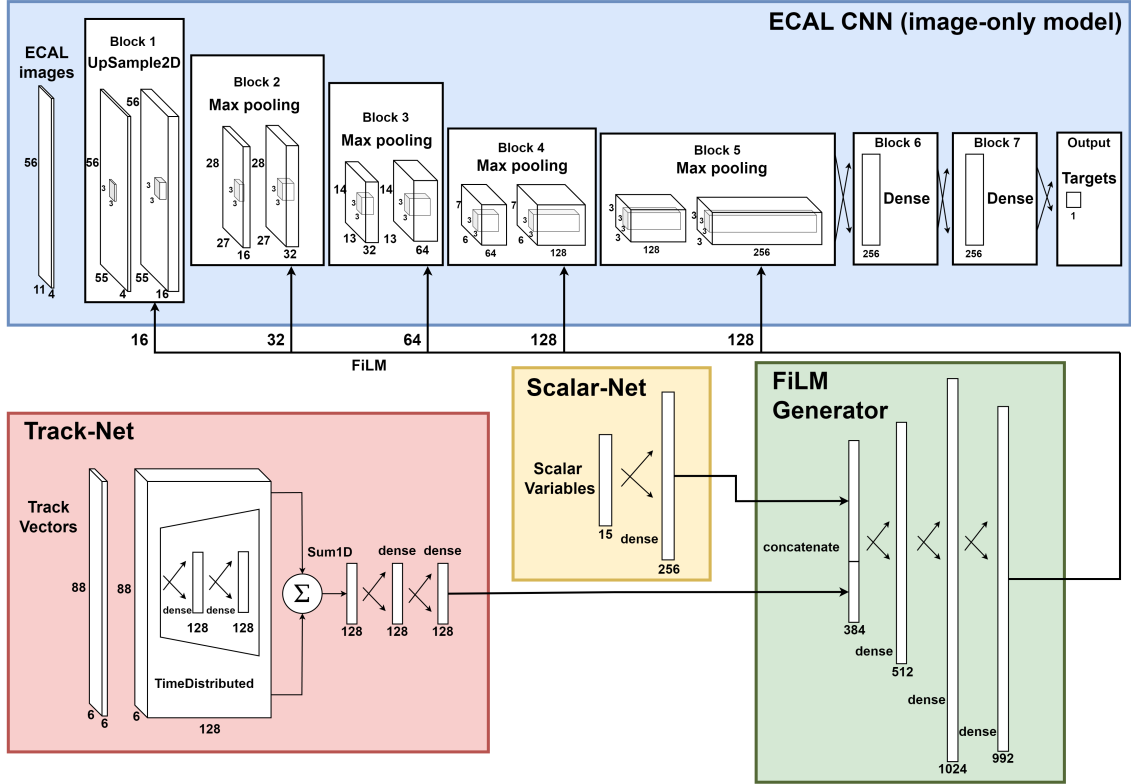 ECAL CNN (image-only model)
ECAL
images
56
11
4
Block 1
UpSample2D
56
56
3
3
3
3
55
4
55
16
Block 2
Max pooling
28
28
3
3
3
3
27
16
27
32
Block 3
Max pooling
14
14
3
3
3
3
13
32
13
64
Block 4
Max pooling
7
7
3
3
3
3
6
64
6
128
Block 5
Max pooling
3
3
3
3
3
3
3
3
128
256
Block 6
Dense
256
Block 7
Dense
256
Output
Targets
1
16
32
64
128
128
FiLM
Track-Net
Track
Vectors
88
6
6
88
6
128
dense
128
dense
128
TimeDistributed
Sum1D
Σ
128
dense
128
dense
128
Scalar-Net
Scalar
Variables
15
dense
256
FiLM
Generator
concatenate
384
dense
512
dense
1024
dense
992